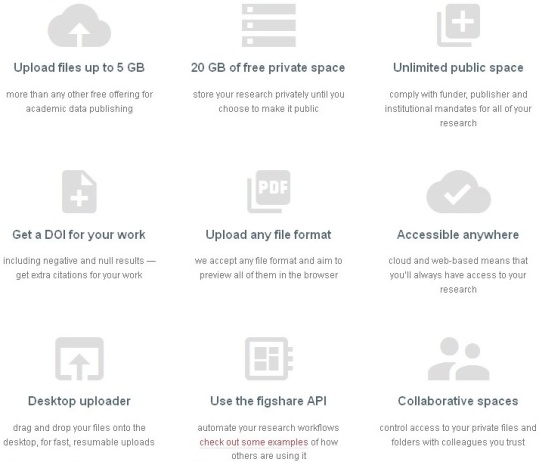 Upload files up to 5 GB
more than any other free offering for
academic data publishing
20 GB of free private space
store your research privately until you
choose to make it public
Unlimited public space
comply with funder, publisher and
institutional mandates for all of your
research
Get a DOI for your work
including negative and null results —
get extra citations for your work
PDF
Upload any file format
we accept any file format and aim to
preview all of them in the browser
Accessible anywhere
cloud and web-based means that
you'll always have access to your
research
Desktop uploader
drag and drop your files onto the
desktop, for fast, resumable uploads
Use the figshare API
automate your research workflows
check out some examples of how
others are using it
Collaborative spaces
control access to your private files and
folders with colleagues you trust